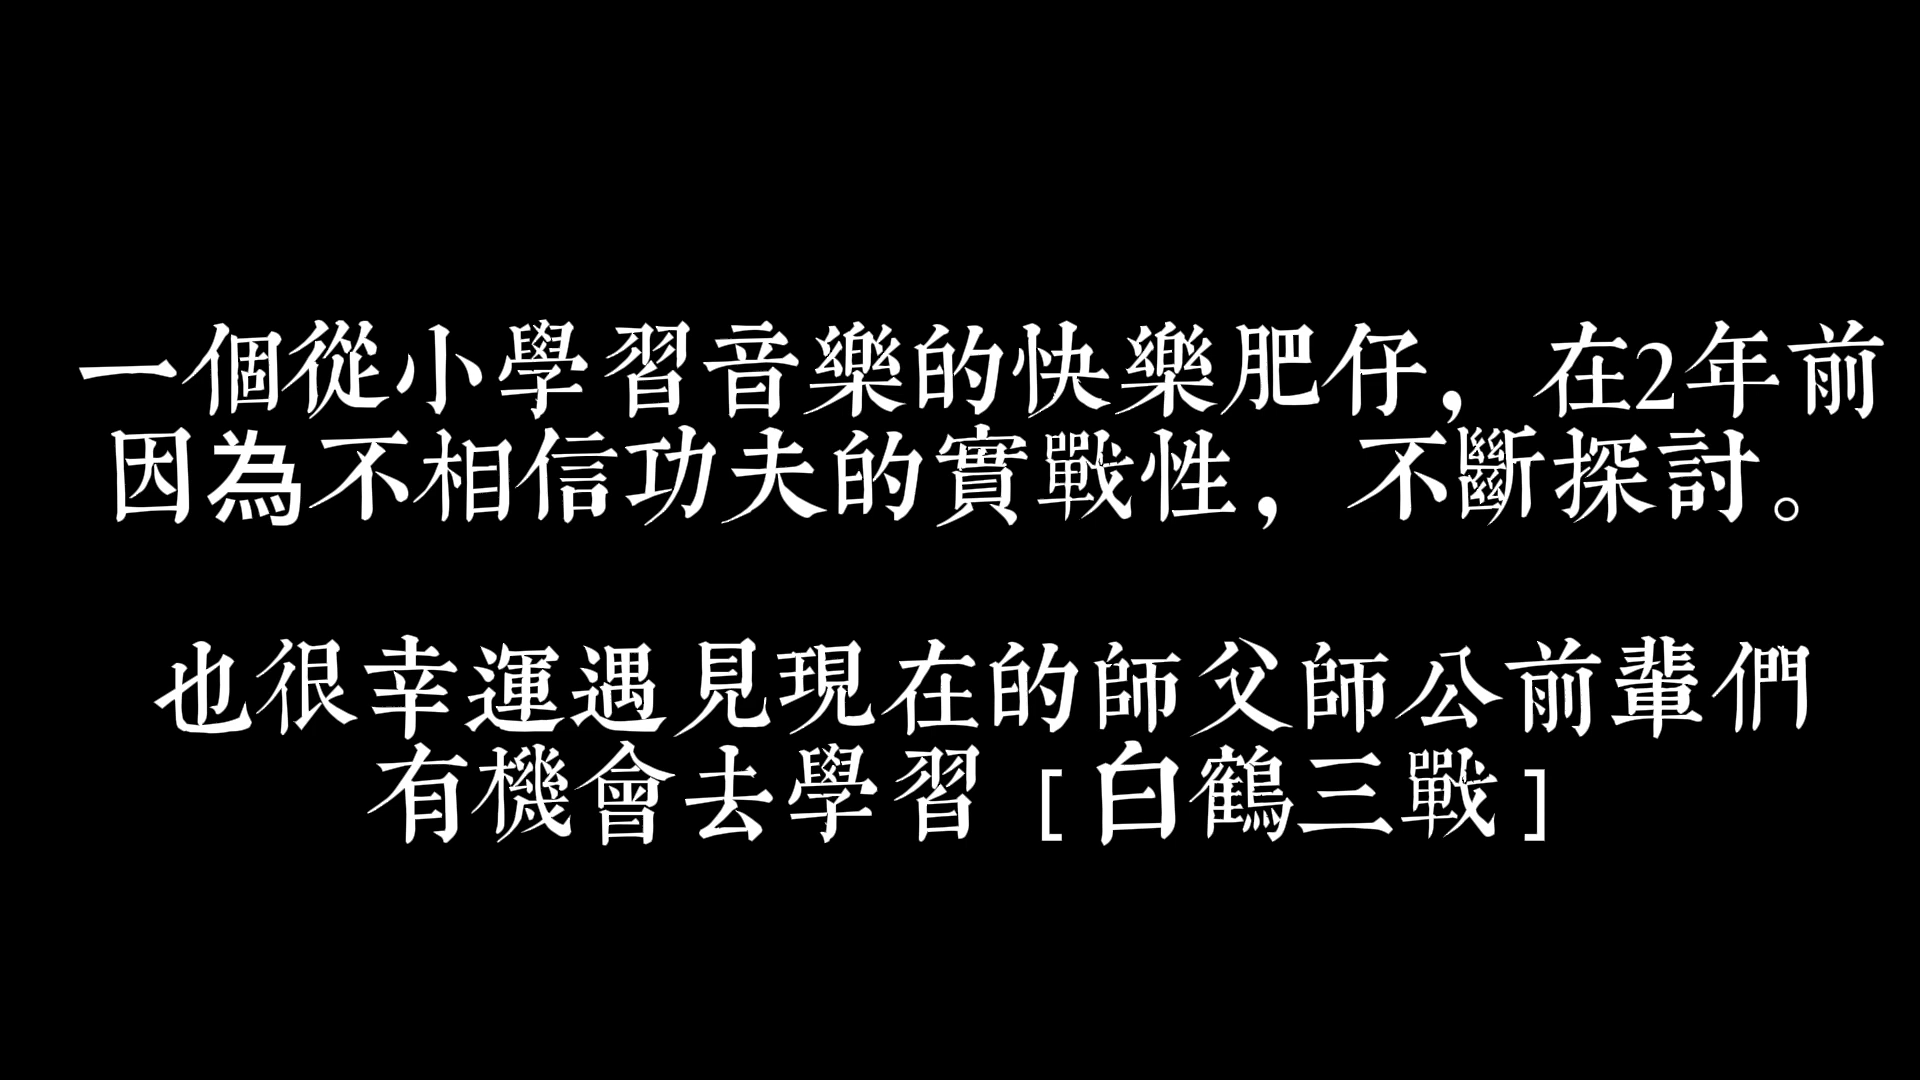 一個從小學習音樂的快樂肥仔，在2年前
因為不相信功夫的實戰性，不斷探討。
也很幸運遇見現在的師父師公前輩們
有機會去學習［白鶴三戰］